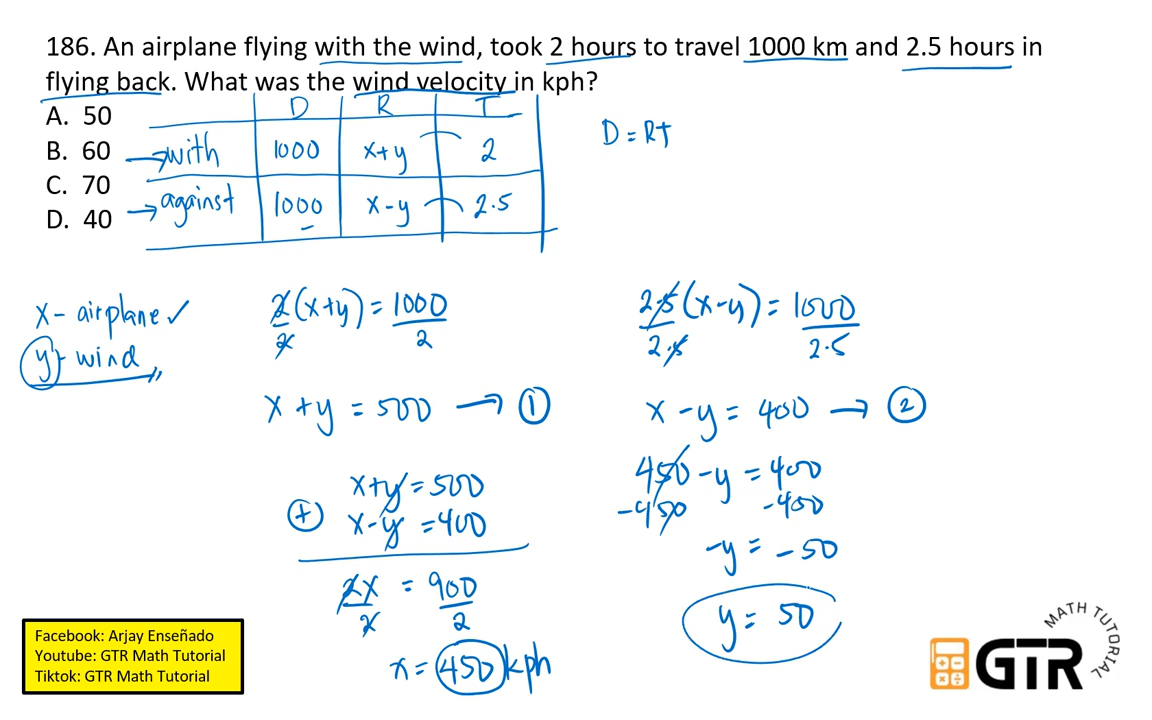 186. An airplane flying with the wind, took 2 hours to travel 1000 km and 2.5 hours in
flying back. What was the wind velocity in kph?
A. 50
B. 60
C. 70
D. 40
D R T
with 1000 x+y 2
against 1000 x-y 2.5
D = RT
x- airplane ✓
y- wind
2(x+y) = 1000
2 2
x + y = 500 → 1
x+y = 500
+ x-y = 400
2x = 900
2 2
x = 450 kph
2.5(x-y) = 1000
2.5 2.5
x - y = 400 → 2
450 - y = 400
-450 -450
-y = -50
y = 50
Facebook: Arjay Enseñado
Youtube: GTR Math Tutorial
Tiktok: GTR Math Tutorial
GTR
MATH TUTORIAL